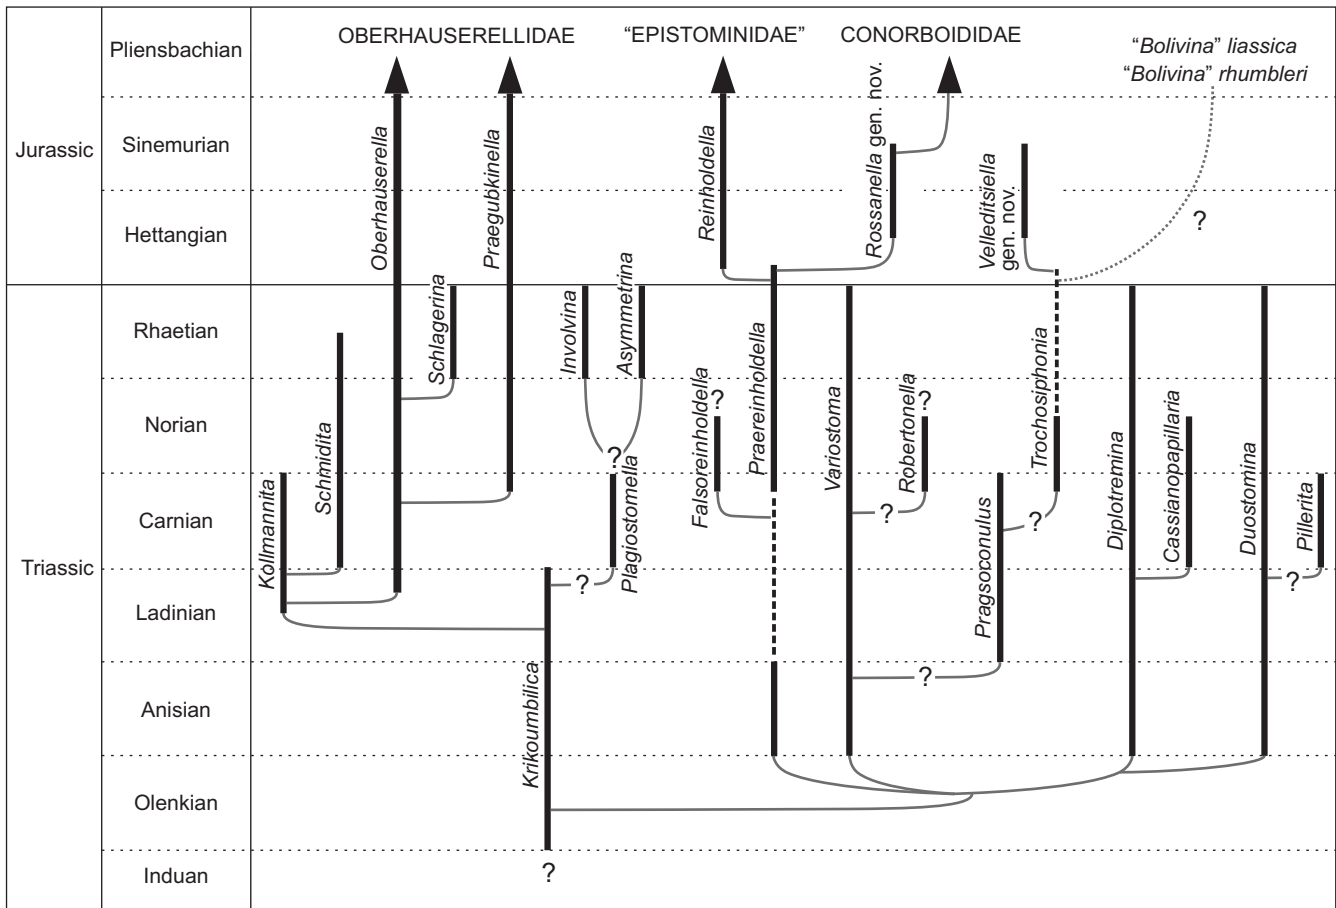 OBERHAUSERELLIDAE
“EPISTOMINIDAE”
CONORBOIDIDAE
“Bolivina” liassica
“Bolivina” rhumbleri
Pliensbachian
Jurassic
Sinemurian
Hettangian
Oberhauserella
Praegubkinella
Reinholdella
Rossanella gen. nov.
Velleditsiella
gen. nov.
?
Triassic
Rhaetian
Norian
Carnian
Ladinian
Anisian
Olenkian
Induan
Kollmannita
Schmidita
Schlagerina
Involvina
Asymmetrina
?
Plagiostomella
?
Krikoumbilica
?
Falsoreinholdella
?
Praereinholdella
Variostoma
Robertonella
?
?
Pragsoconulus
?
Trochosiphonia
?
Diplotremina
Cassianopapillaria
Duostomina
Pillerita
?